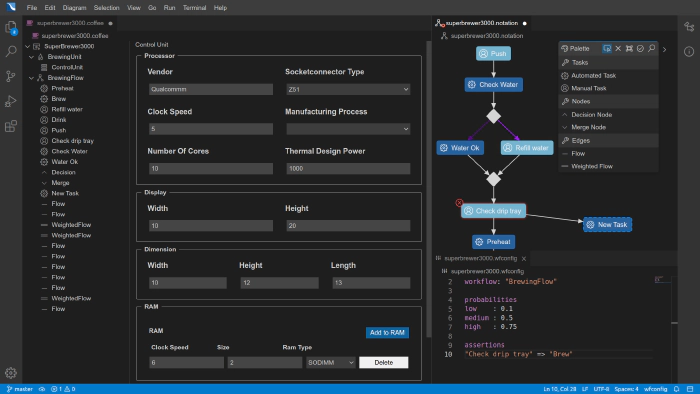 File Edit Diagram Selection View Go Run Terminal Help
superbrewer3000.coffee
superbrewer3000.coffee
SuperBrewer3000
BrewingUnit
ControlUnit
BrewingFlow
Preheat
Brew
Refill water
Drink
Push
Check drip tray
Check Water
Water Ok
Decision
Merge
New Task
Flow
Flow
WeightedFlow
Flow
Flow
Flow
Flow
Flow
Flow
WeightedFlow
Flow
Control Unit
Processor
Vendor Socketconnector Type
Qualcommm Z51
Clock Speed Manufacturing Process
5
Number Of Cores Thermal Design Power
10 1000
Display
Width Height
10 20
Dimension
Width Height Length
10 12 13
RAM
RAM Add to RAM
Clock Speed Size Ram Type
6 2 SODIMM Delete
superbrewer3000.notation
superbrewer3000.notation
Push
Check Water
Water Ok Refill water
Check drip tray
New Task
Preheat
Palette
Tasks
Automated Task
Manual Task
Nodes
Decision Node
Merge Node
Edges
Flow
Weighted Flow
superbrewer3000.wfconfig
superbrewer3000.wfconfig
2 workflow: "BrewingFlow"
3
4 probabilities
5 low : 0.1
6 medium : 0.5
7 high : 0.75
8
9 assertions
10 "Check drip tray" => "Brew"
master 1 0 Ln 10, Col 28 LF UTF-8 Spaces: 4 wfconfig